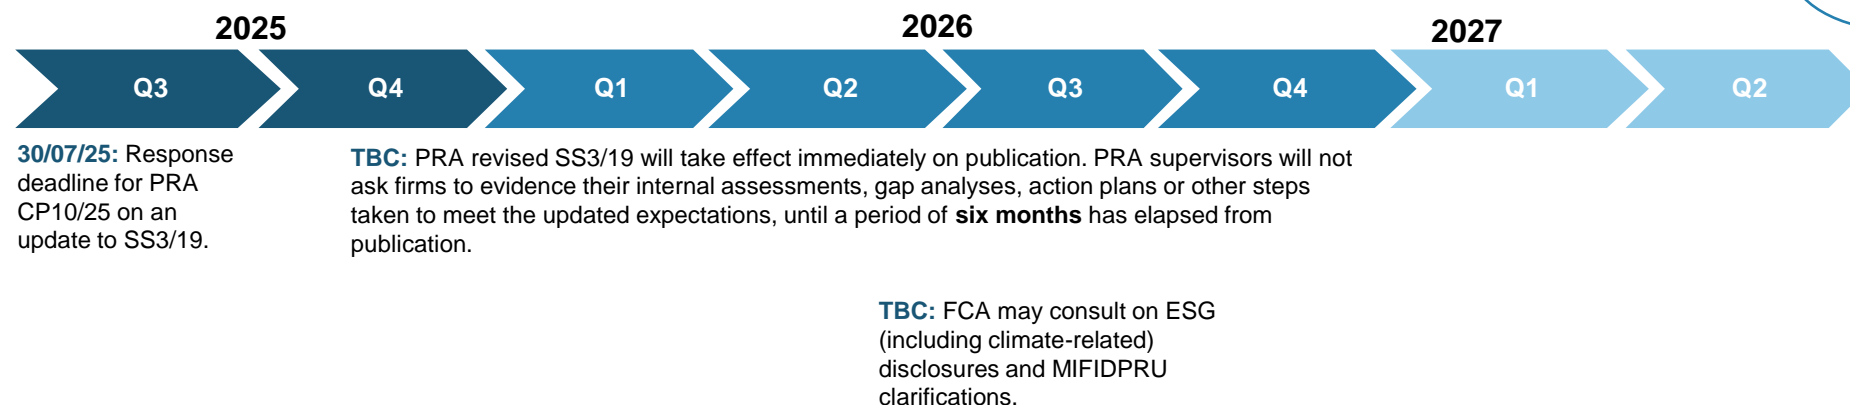 2025
2026
2027
Q3
Q4
Q1
Q2
Q3
Q4
Q1
Q2
30/07/25: Response
deadline for PRA
CP10/25 on an
update to SS3/19.
TBC: PRA revised SS3/19 will take effect immediately on publication. PRA supervisors will not
ask firms to evidence their internal assessments, gap analyses, action plans or other steps
taken to meet the updated expectations, until a period of six months has elapsed from
publication.
TBC: FCA may consult on ESG
(including climate-related)
disclosures and MIFIDPRU
clarifications.